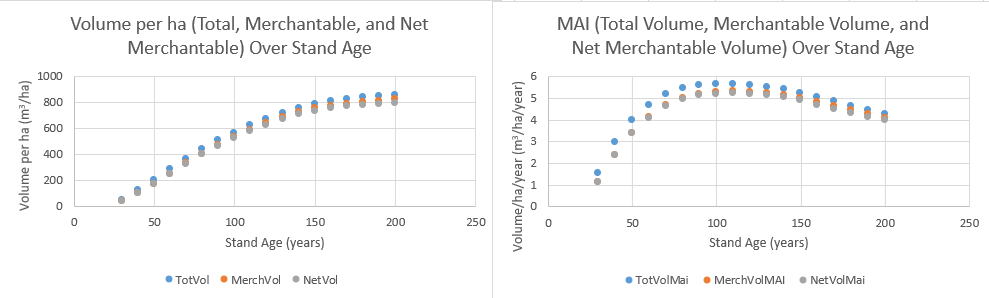 Volume per ha (Total, Merchantable, and Net
Merchantable) Over Stand Age
Volume per ha (m³/ha)
1000
800
600
400
200
0
0 50 100 150 200 250
Stand Age (years)
TotVol MerchVol NetVol
MAI (Total Volume, Merchantable Volume, and
Net Merchantable Volume) Over Stand Age
Volume/ha/year (m³/ha/year)
6
5
4
3
2
1
0
0 50 100 150 200 250
Stand Age (years)
TotVolMai MerchVolMAI NetVolMai